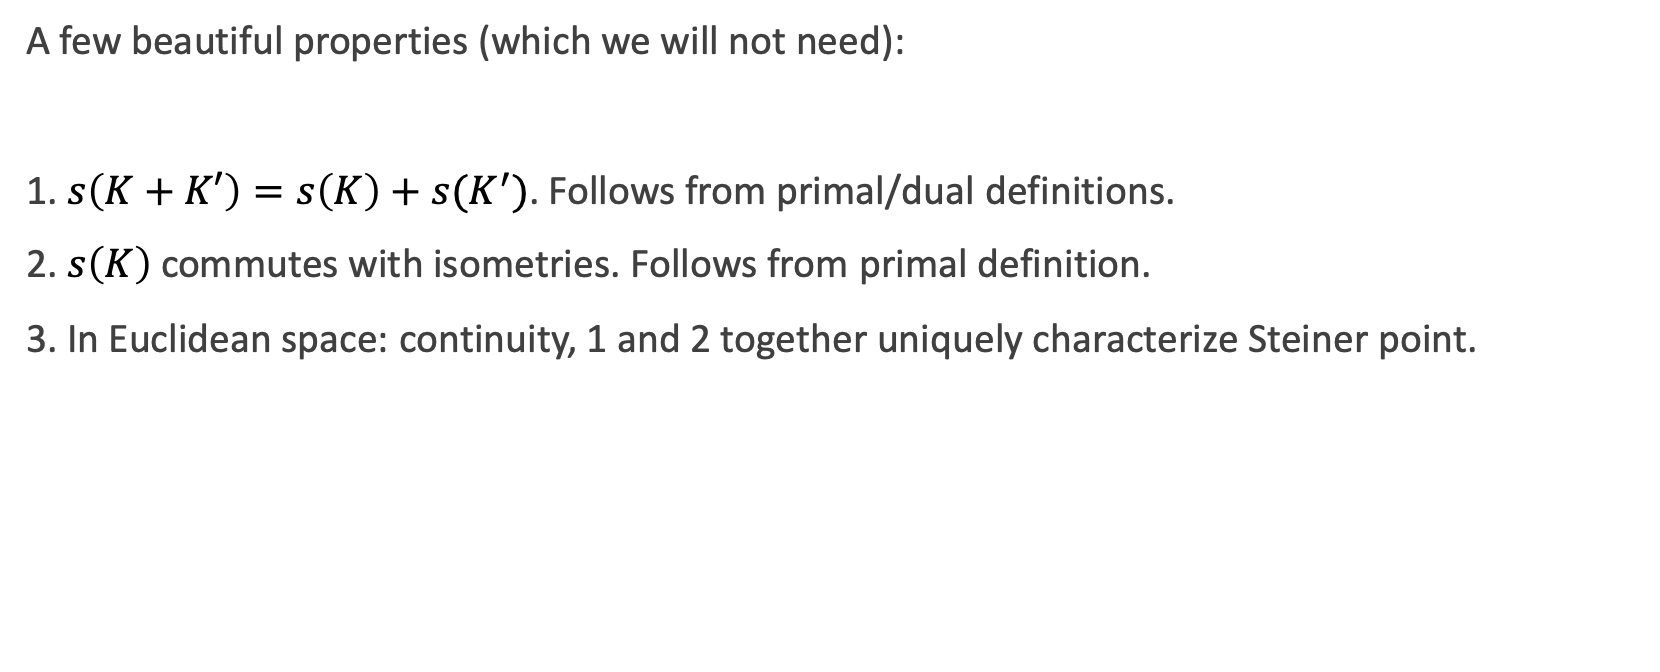 A few beautiful properties (which we will not need):
1. s(K + K′) = s(K) + s(K′). Follows from primal/dual definitions.
2. s(K) commutes with isometries. Follows from primal definition.
3. In Euclidean space: continuity, 1 and 2 together uniquely characterize Steiner point.